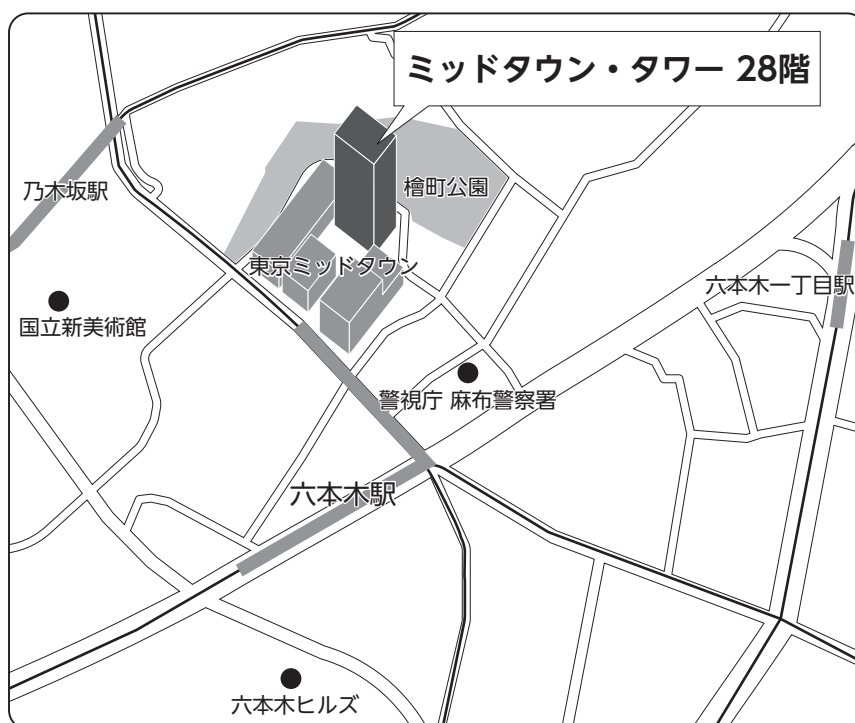 ミッドタウン・タワー 28階
乃木坂駅
檜町公園
東京ミッドタウン
六本木一丁目駅
国立新美術館
警視庁 麻布警察署
六本木駅
六本木ヒルズ